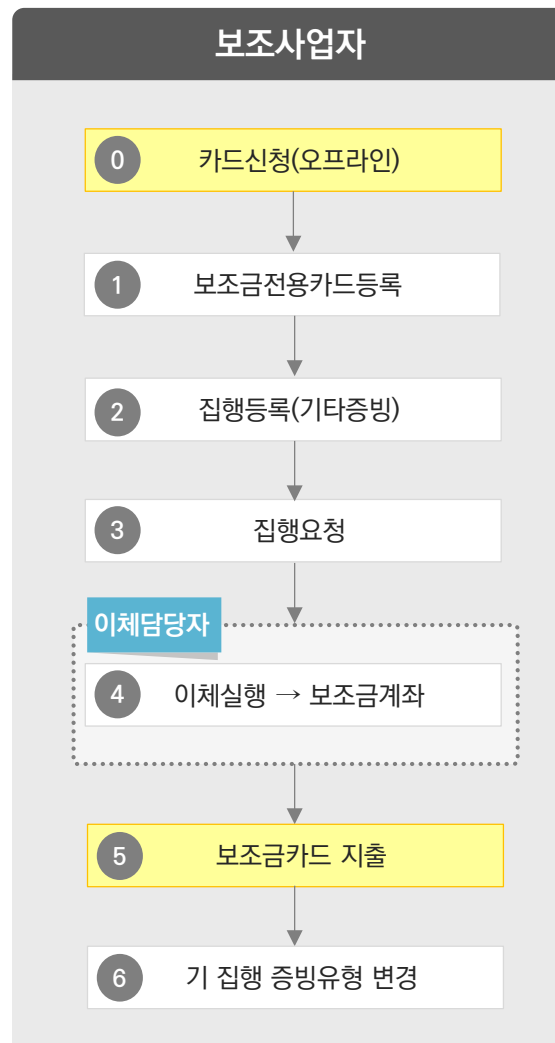 보조사업자
0 카드신청(오프라인)
1 보조금전용카드등록
2 집행등록(기타증빙)
3 집행요청
이체담당자
4 이체실행 → 보조금계좌
5 보조금카드 지출
6 기 집행 증빙유형 변경